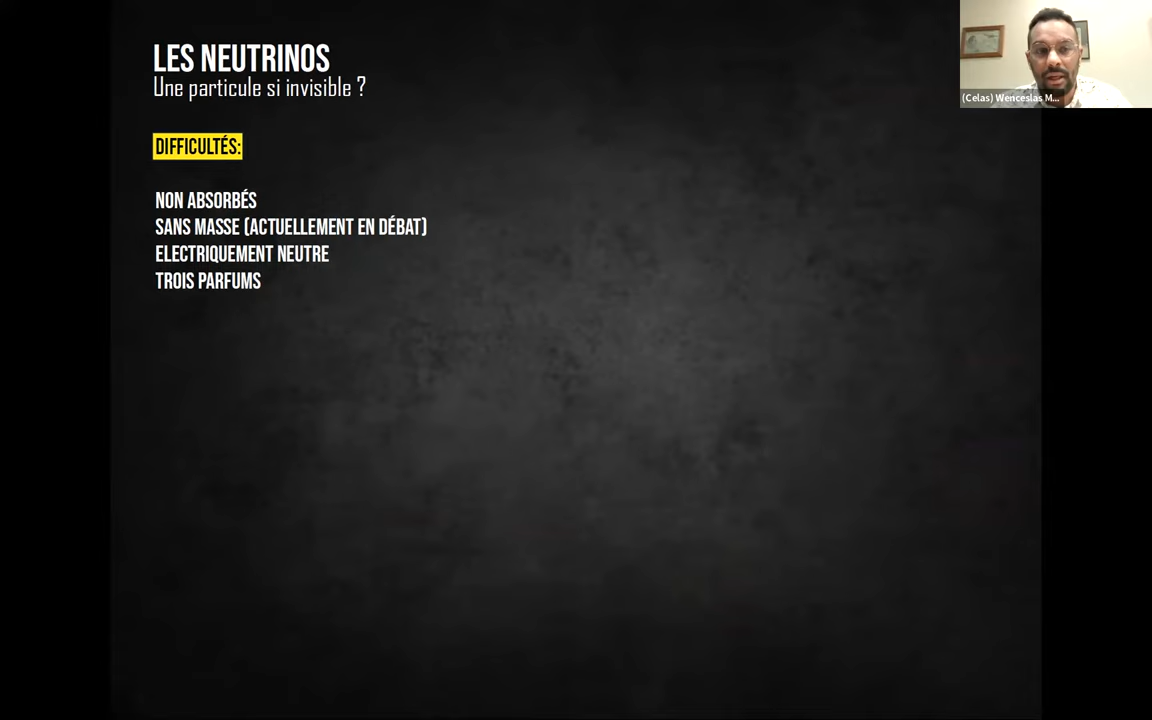 LES NEUTRINOS
Une particule si invisible ?
DIFFICULTÉS:
NON ABSORBÉS
SANS MASSE (ACTUELLEMENT EN DÉBAT)
ELECTRIQUEMENT NEUTRE
TROIS PARFUMS
(Celas) Wenceslas M...